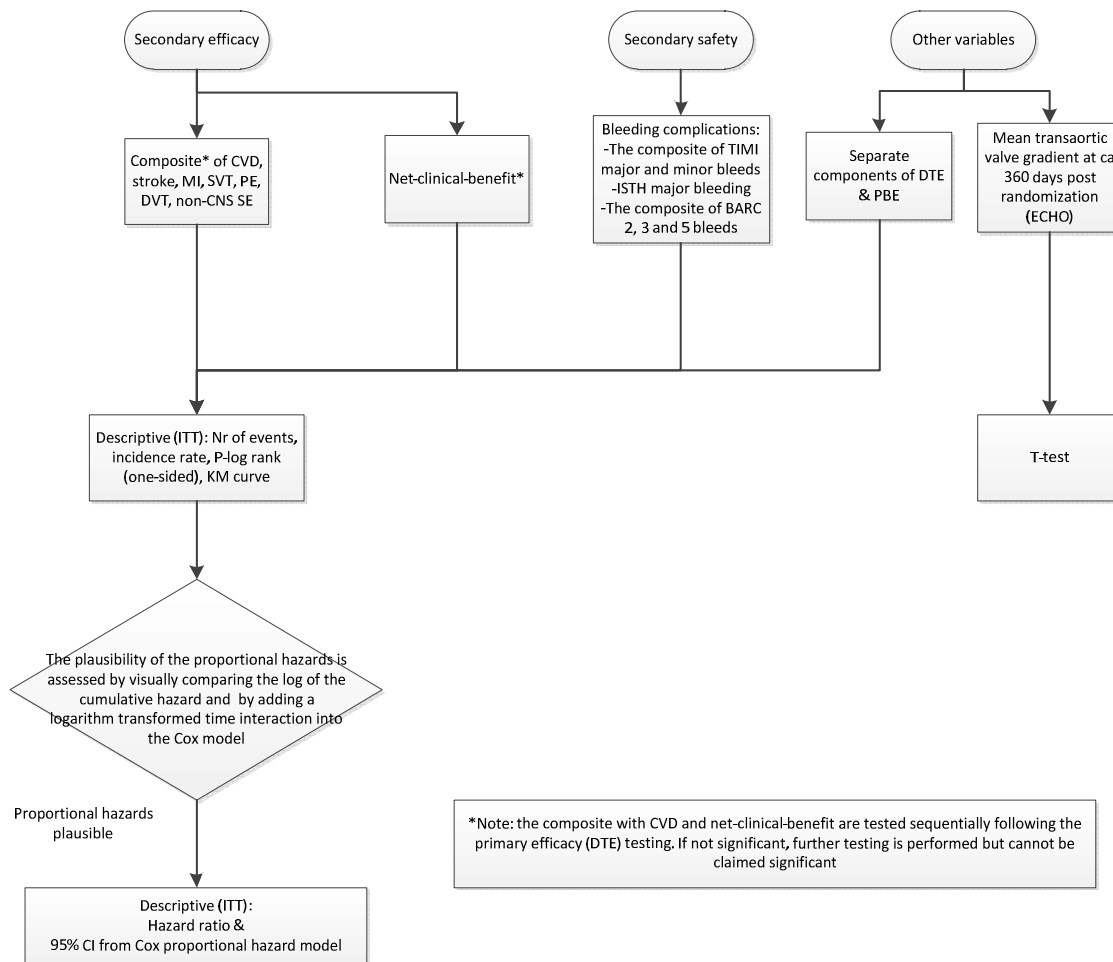 Secondary efficacy
Secondary safety
Other variables
Composite* of CVD,
stroke, MI, SVT, PE,
DVT, non-CNS SE
Net-clinical-benefit*
Bleeding complications:
-The composite of TIMI
major and minor bleeds
-ISTH major bleeding
-The composite of BARC
2, 3 and 5 bleeds
Separate
components of DTE
& PBE
Mean transaortic
valve gradient at ca
360 days post
randomization
(ECHO)
Descriptive (ITT): Nr of events,
incidence rate, P-log rank
(one-sided), KM curve
T-test
The plausibility of the proportional hazards is
assessed by visually comparing the log of the
cumulative hazard and by adding a
logarithm transformed time interaction into
the Cox model
Proportional hazards
plausible
*Note: the composite with CVD and net-clinical-benefit are tested sequentially following the
primary efficacy (DTE) testing. If not significant, further testing is performed but cannot be
claimed significant
Descriptive (ITT):
Hazard ratio &
95% CI from Cox proportional hazard model